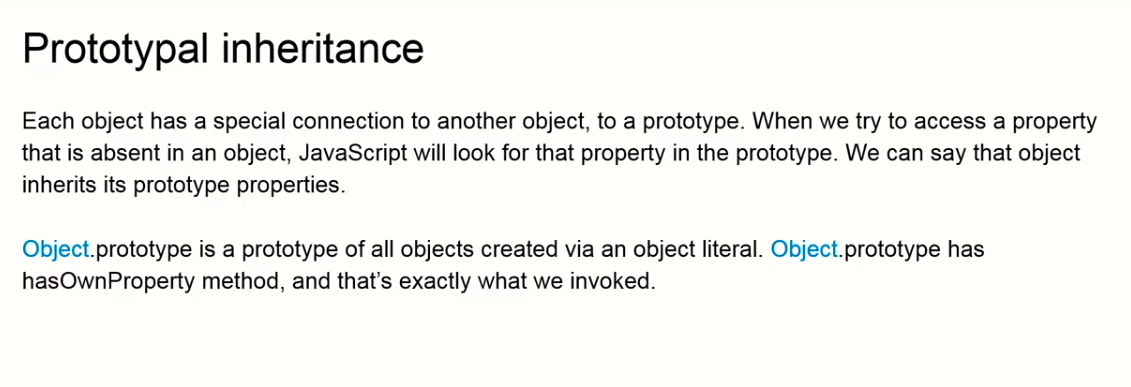 Prototypal inheritance
Each object has a special connection to another object, to a prototype. When we try to access a property
that is absent in an object, JavaScript will look for that property in the prototype. We can say that object
inherits its prototype properties.
Object.prototype is a prototype of all objects created via an object literal. Object.prototype has
hasOwnProperty method, and that’s exactly what we invoked.